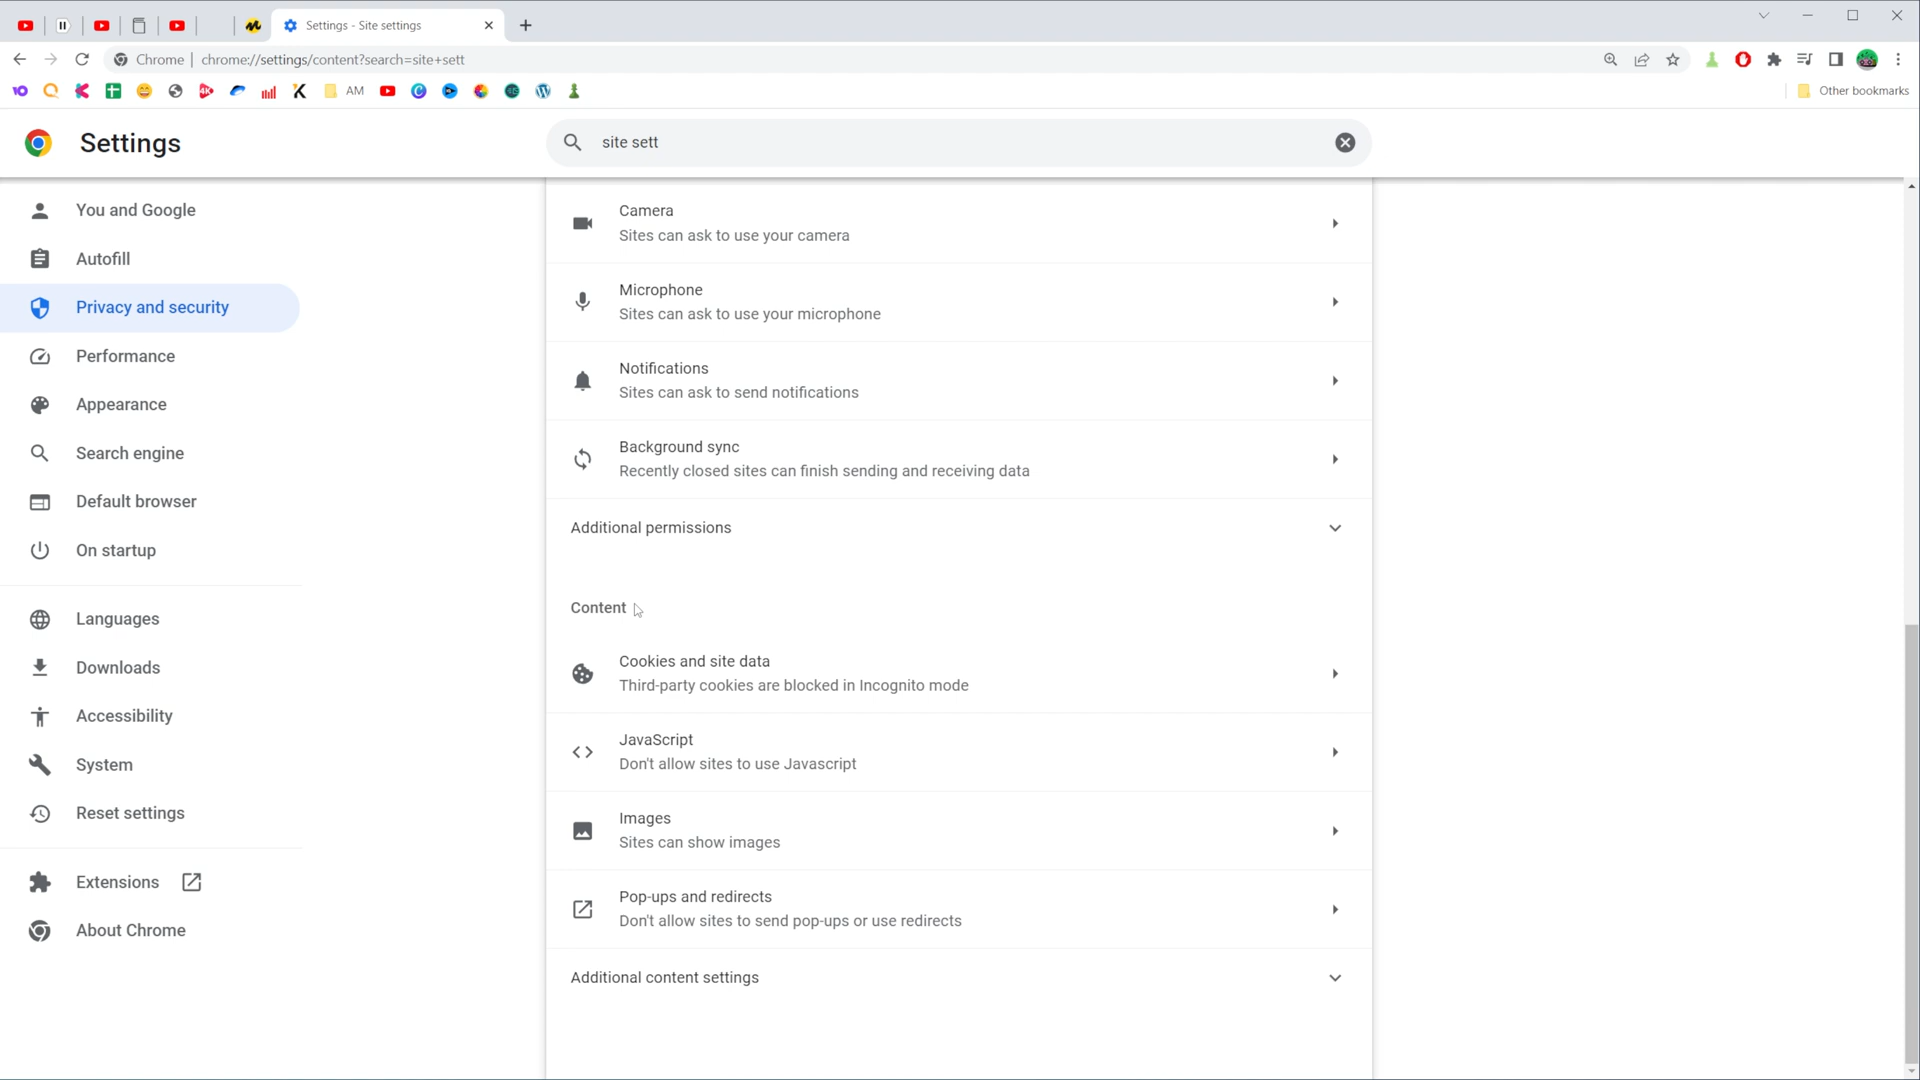 Settings - Site settings
Chrome | chrome://settings/content?search=site+sett
4K
AM
Other bookmarks
Settings
site sett
You and Google
Autofill
Privacy and security
Performance
Appearance
Search engine
Default browser
On startup
Languages
Downloads
Accessibility
System
Reset settings
Extensions
About Chrome
Camera
Sites can ask to use your camera
Microphone
Sites can ask to use your microphone
Notifications
Sites can ask to send notifications
Background sync
Recently closed sites can finish sending and receiving data
Additional permissions
Content
Cookies and site data
Third-party cookies are blocked in Incognito mode
JavaScript
Don't allow sites to use Javascript
Images
Sites can show images
Pop-ups and redirects
Don't allow sites to send pop-ups or use redirects
Additional content settings